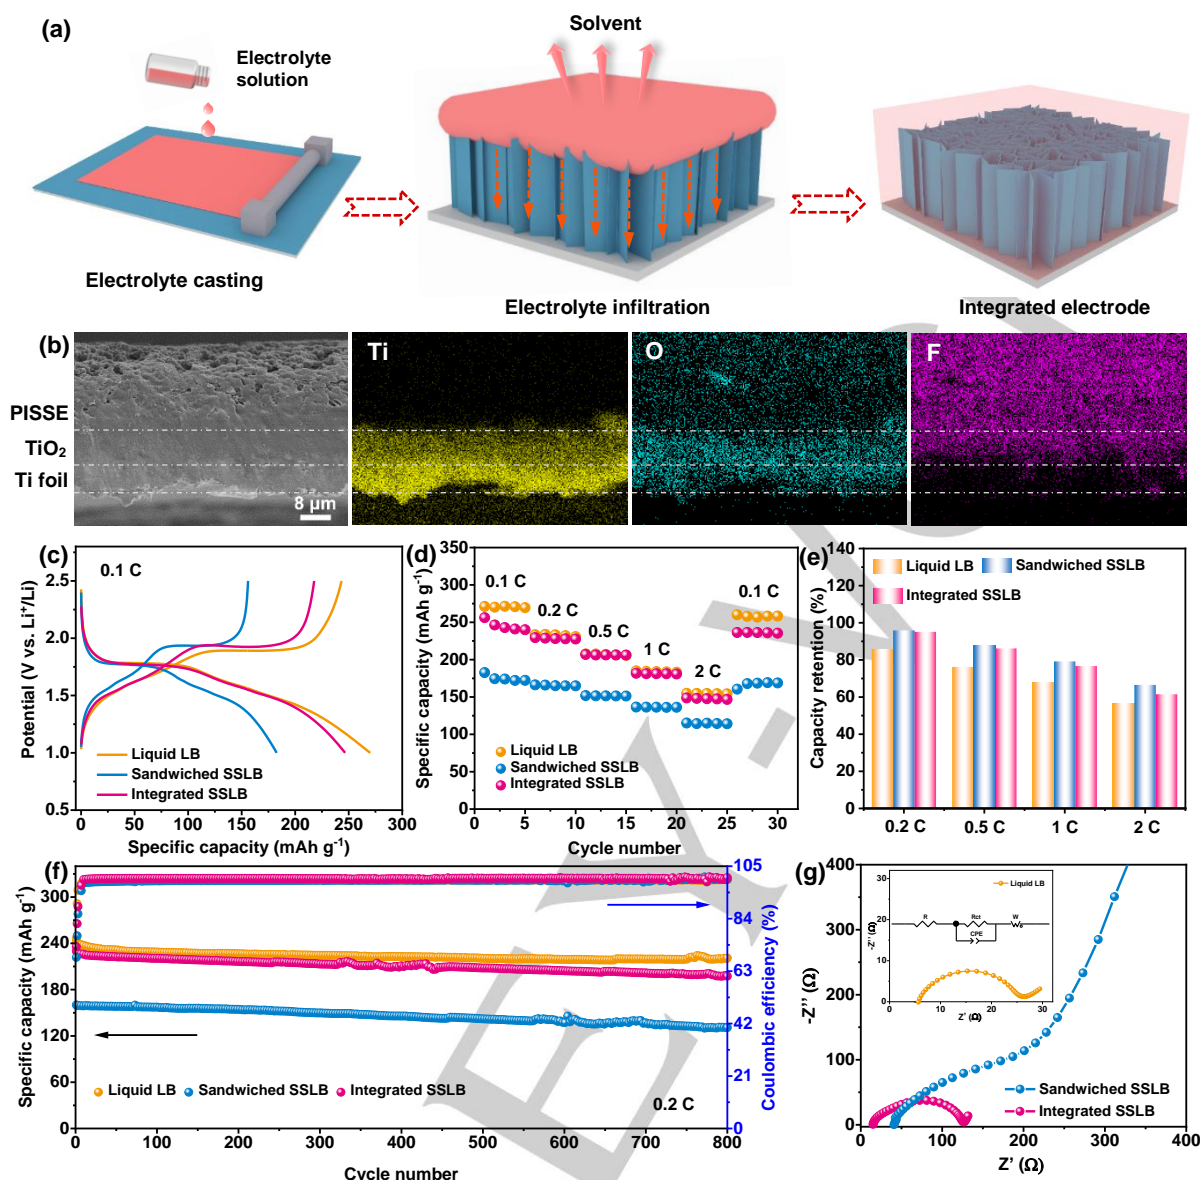 (a)
Solvent
Electrolyte
solution
Electrolyte casting
Electrolyte infiltration
Integrated electrode
(b)
Ti
O
F
PISSE
TiO₂
Ti foil
8 μm
(c)
0.1 C
Potential (V vs. Li⁺/Li)
2.5
2.0
1.5
1.0
0.5
Liquid LB
Sandwiched SSLB
Integrated SSLB
0 50 100 150 200 250 300
Specific capacity (mAh g⁻¹)
(d)
Specific capacity (mAh g⁻¹)
350
300
250
200
150
100
50
0
0.1 C
0.2 C
0.5 C
1 C
2 C
0.1 C
Liquid LB
Sandwiched SSLB
Integrated SSLB
0 5 10 15 20 25 30
Cycle number
(e)
Capacity retention (%)
140
120
100
80
60
40
20
0
Liquid LB
Sandwiched SSLB
Integrated SSLB
0.2 C 0.5 C 1 C 2 C
(f)
Specific capacity (mAh g⁻¹)
300
240
180
120
60
0
Liquid LB Sandwiched SSLB Integrated SSLB
0.2 C
0 100 200 300 400 500 600 700 800
Cycle number
105
84
63
42
21
0
Coulombic efficiency (%)
(g)
-Z'' (Ω)
400
300
200
100
0
-Z'' (Ω)
30
20
10
0
Liquid LB
R
Rct
W
CPE
0 10 20 30
Z' (Ω)
Sandwiched SSLB
Integrated SSLB
0 100 200 300 400
Z' (Ω)